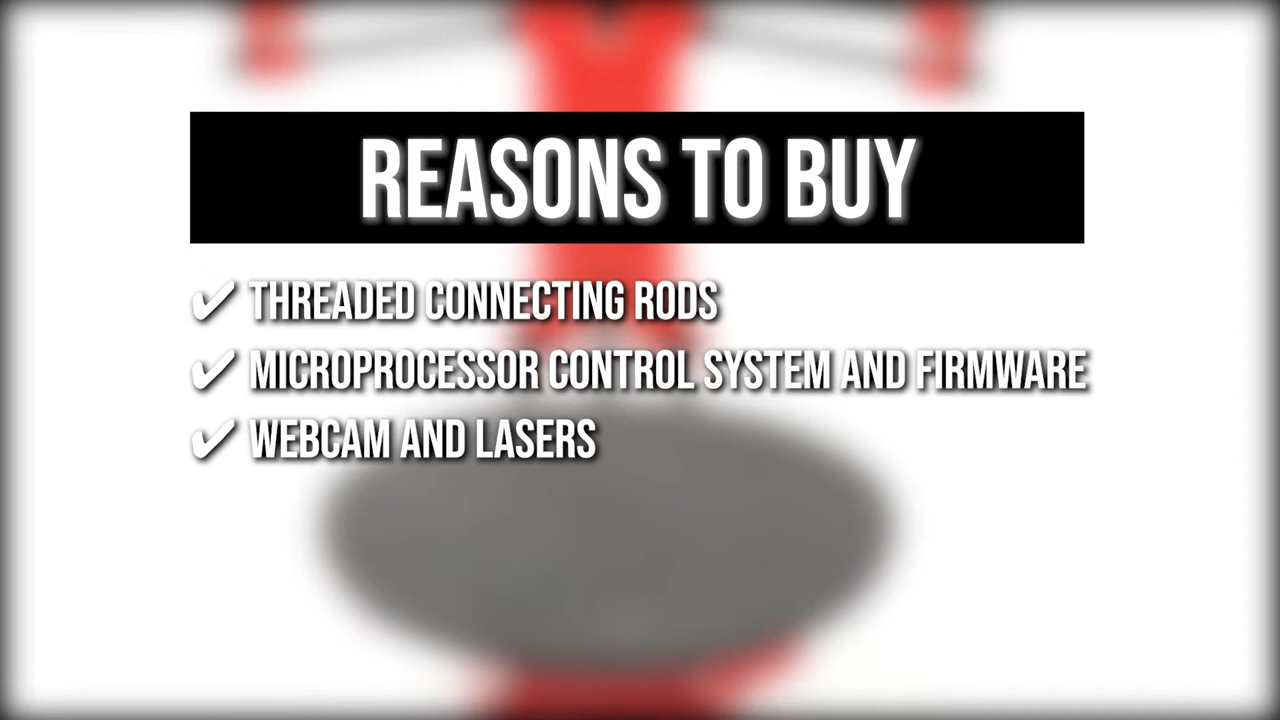 REASONS TO BUY
✔ THREADED CONNECTING RODS
✔ MICROPROCESSOR CONTROL SYSTEM AND FIRMWARE
✔ WEBCAM AND LASERS